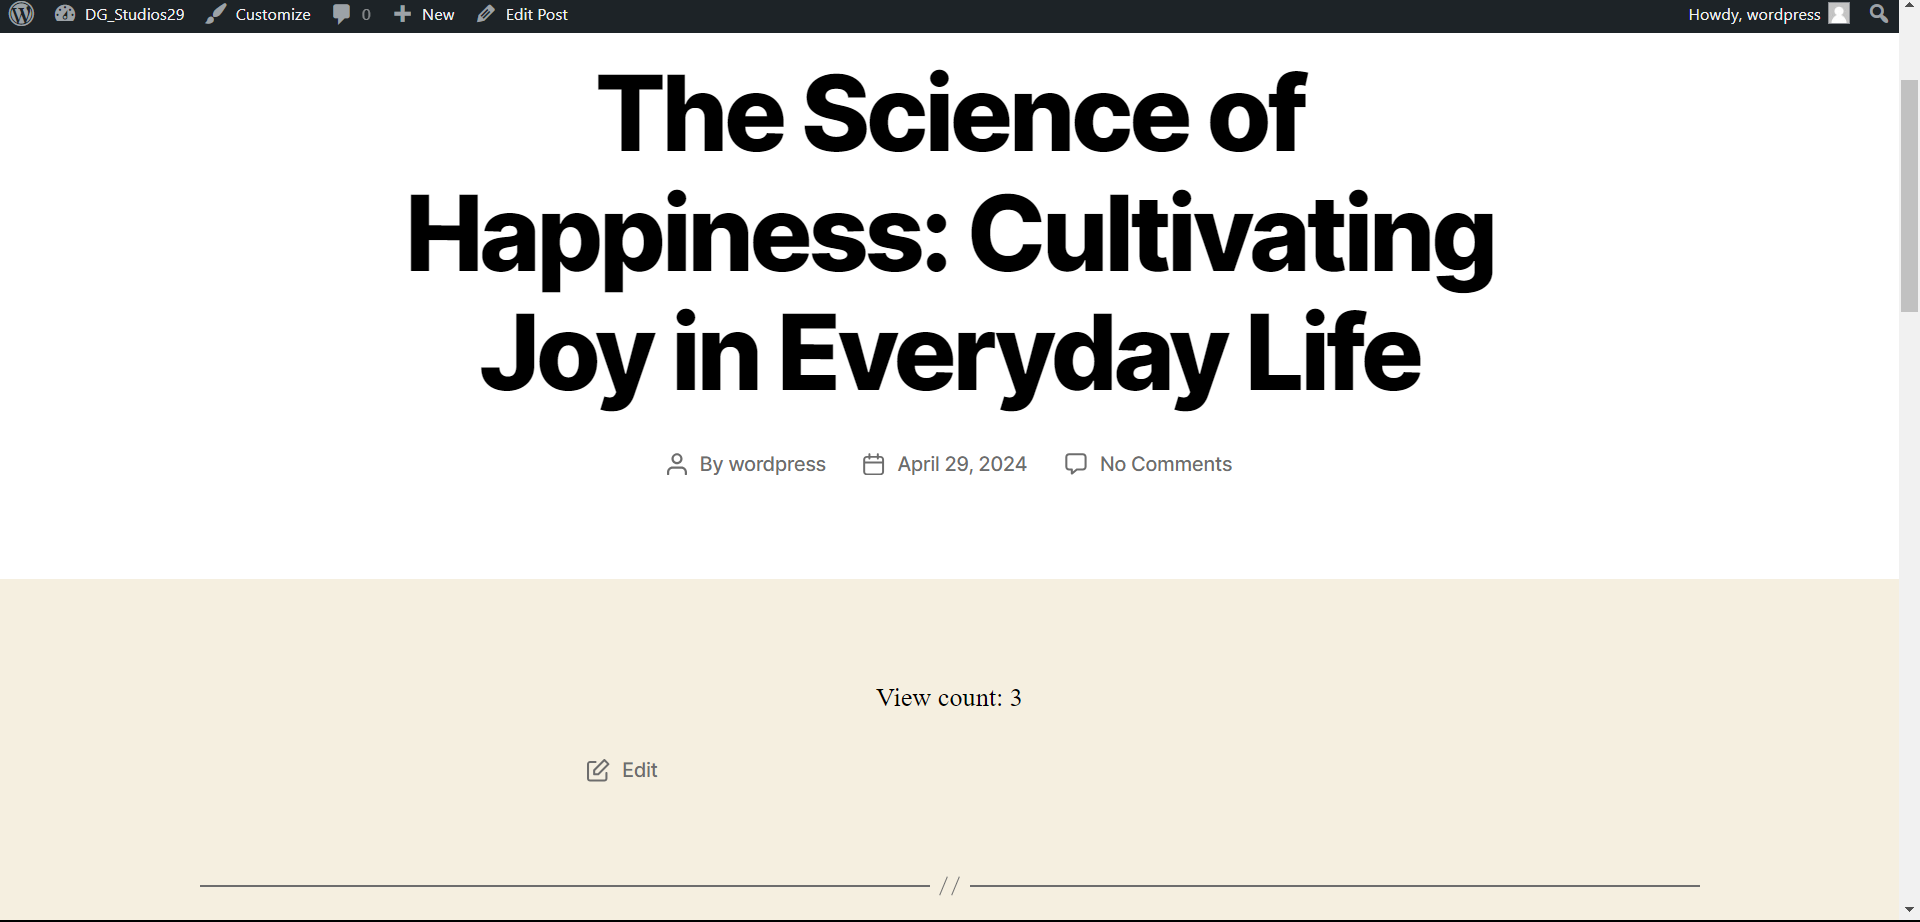 DG_Studios29 Customize 0 New Edit Post Howdy, wordpress
The Science of
Happiness: Cultivating
Joy in Everyday Life
By wordpress April 29, 2024 No Comments
View count: 3
Edit
//